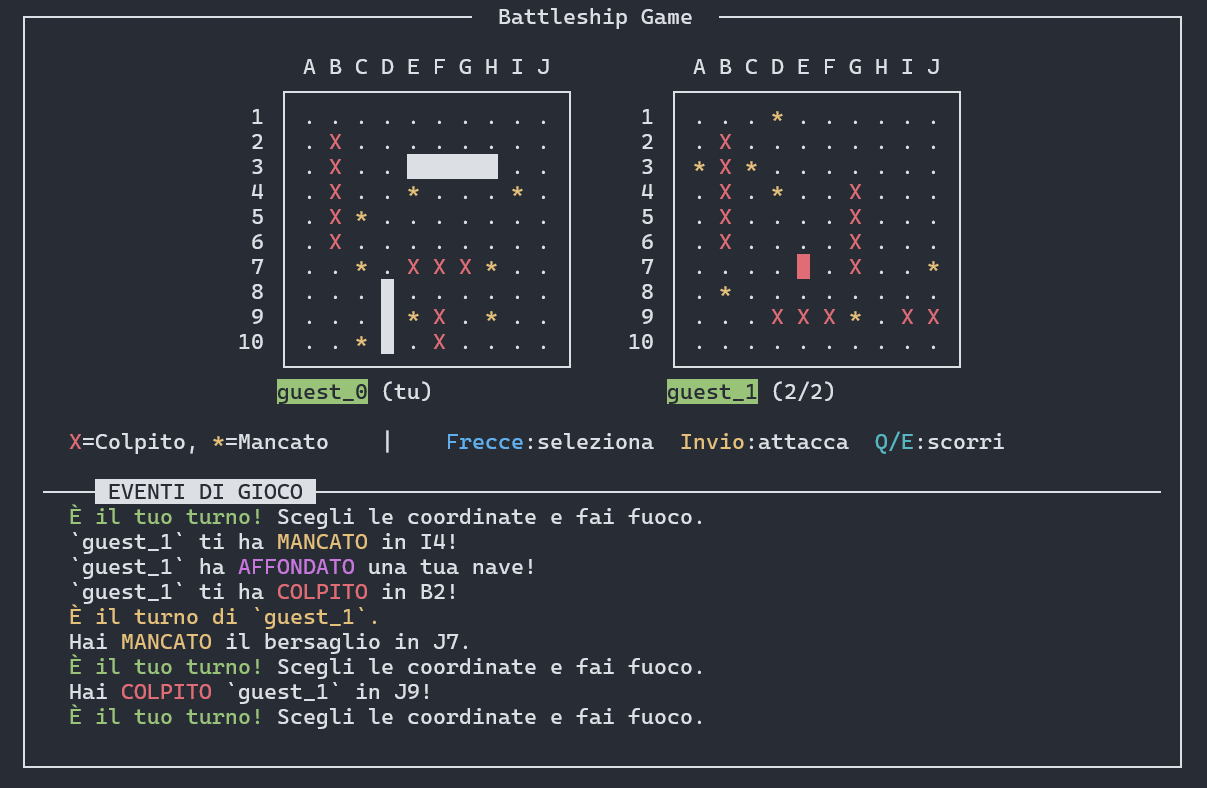 Battleship Game
A B C D E F G H I J    A B C D E F G H I J
1 . . . . . . . . . .    1 . . . * . . . . . .
2 . X . . . . . . . .    2 . X . . . . . . . .
3 . X . . . .    3 * X * . . . . . . .
4 . X . . * . . . * .    4 . X . * . . X . . .
5 . X * . . . . . . .    5 . X . . . . X . . .
6 . X . . . . . . . .    6 . X . . . . X . . .
7 . . * . X X X * . .    7 . . . . . X . . *
8 . . . . . . . . .    8 . * . . . . . . . .
9 . . . * X . * . .    9 . . . X X X * . X X
10 . . * . X . . . .    10 . . . . . . . . . .
guest_0 (tu)    guest_1 (2/2)
X=Colpito, *=Mancato    |    Frecce:seleziona  Invio:attacca  Q/E:scorri
EVENTI DI GIOCO
È il tuo turno! Scegli le coordinate e fai fuoco.
`guest_1` ti ha MANCATO in I4!
`guest_1` ha AFFONDATO una tua nave!
`guest_1` ti ha COLPITO in B2!
È il turno di `guest_1`.
Hai MANCATO il bersaglio in J7.
È il tuo turno! Scegli le coordinate e fai fuoco.
Hai COLPITO `guest_1` in J9!
È il tuo turno! Scegli le coordinate e fai fuoco.